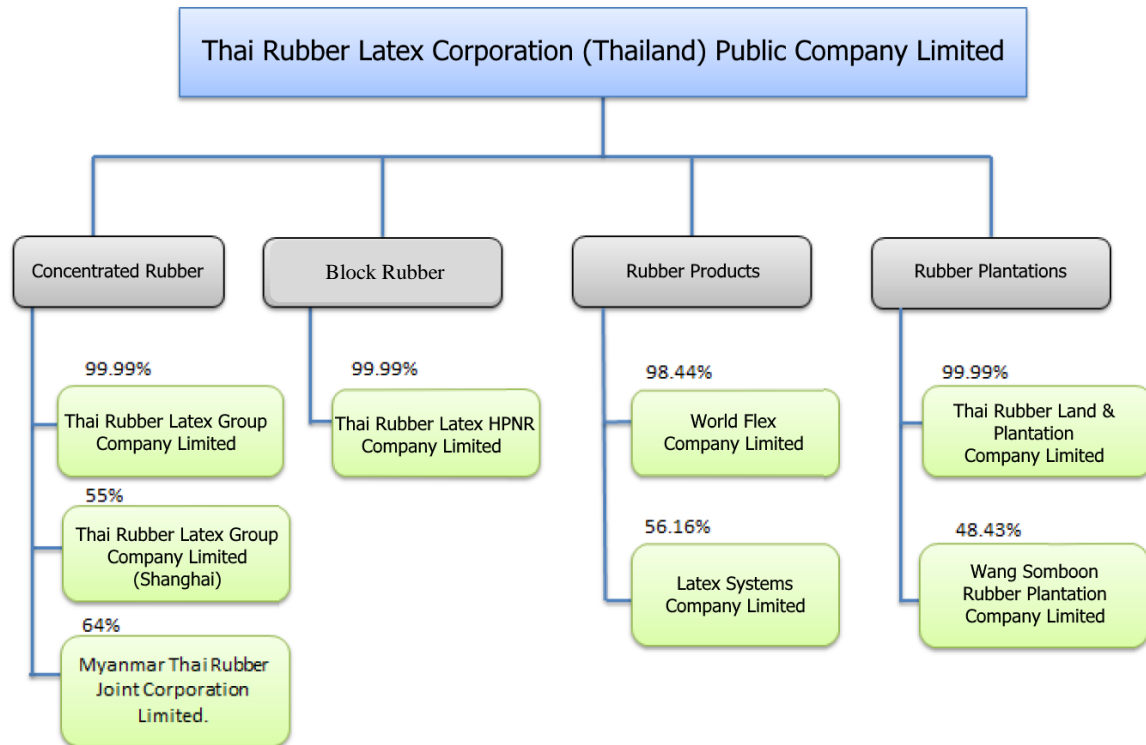 Thai Rubber Latex Corporation (Thailand) Public Company Limited
Concentrated Rubber
Block Rubber
Rubber Products
Rubber Plantations
99.99%
Thai Rubber Latex Group
Company Limited
55%
Thai Rubber Latex Group
Company Limited
(Shanghai)
64%
Myanmar Thai Rubber
Joint Corporation
Limited.
99.99%
Thai Rubber Latex HPNR
Company Limited
98.44%
World Flex
Company Limited
56.16%
Latex Systems
Company Limited
99.99%
Thai Rubber Land &
Plantation
Company Limited
48.43%
Wang Somboon
Rubber Plantation
Company Limited